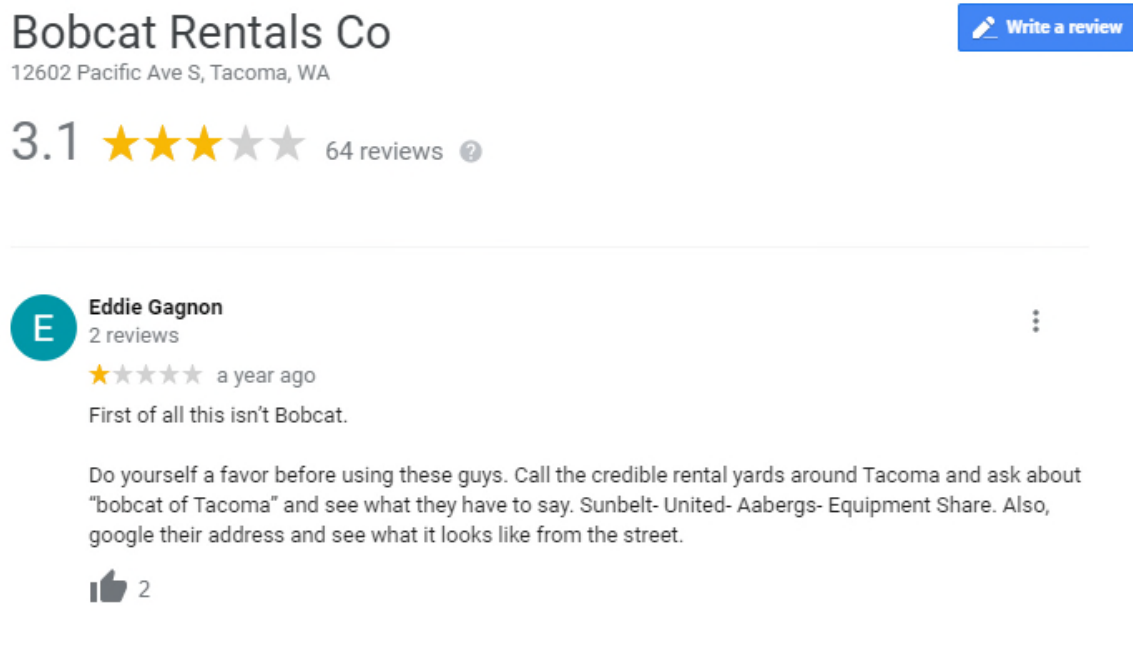 Bobcat Rentals Co
Write a review
12602 Pacific Ave S, Tacoma, WA
3.1
64 reviews
?
E
Eddie Gagnon
2 reviews
a year ago
First of all this isn’t Bobcat.
Do yourself a favor before using these guys. Call the credible rental yards around Tacoma and ask about
“bobcat of Tacoma” and see what they have to say. Sunbelt- United- Aabergs- Equipment Share. Also,
google their address and see what it looks like from the street.
2